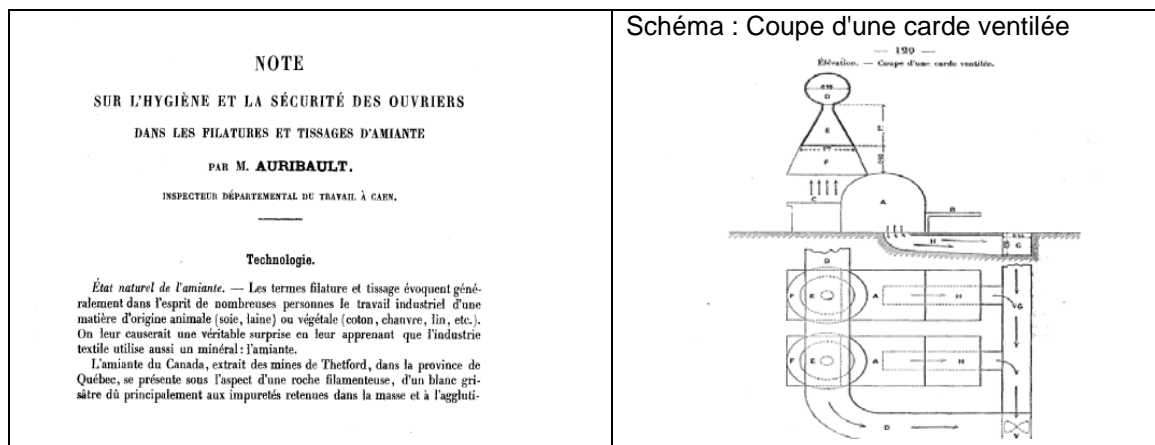 NOTE
SUR L'HYGIÈNE ET LA SÉCURITÉ DES OUVRIERS
DANS LES FILATURES ET TISSAGES D'AMIANTE
PAR M. AURIBAULT.
INSPECTEUR DÉPARTEMENTAL DU TRAVAIL À CAEN.
Technologie.
État naturel de l'amiante. — Les termes filature et tissage évoquent géné-
ralement dans l'esprit de nombreuses personnes le travail industriel d'une
matière d'origine animale (soie, laine) ou végétale (coton, chanvre, lin, etc.).
On leur causerait une véritable surprise en leur apprenant que l'industrie
textile utilise aussi un minéral : l'amiante.
L'amiante du Canada, extrait des mines de Thetford, dans la province de
Québec, se présente sous l'aspect d'une roche filamenteuse, d'un blanc gri-
sâtre dû principalement aux impuretés retenues dans la masse et à l'aggluti-
Schéma : Coupe d'une carde ventilée
— 129 —
Élévation. — Coupe d'une carde ventilée.
D
E
F
C
A
B
H
G
D
F E A H
G
F E A H
D